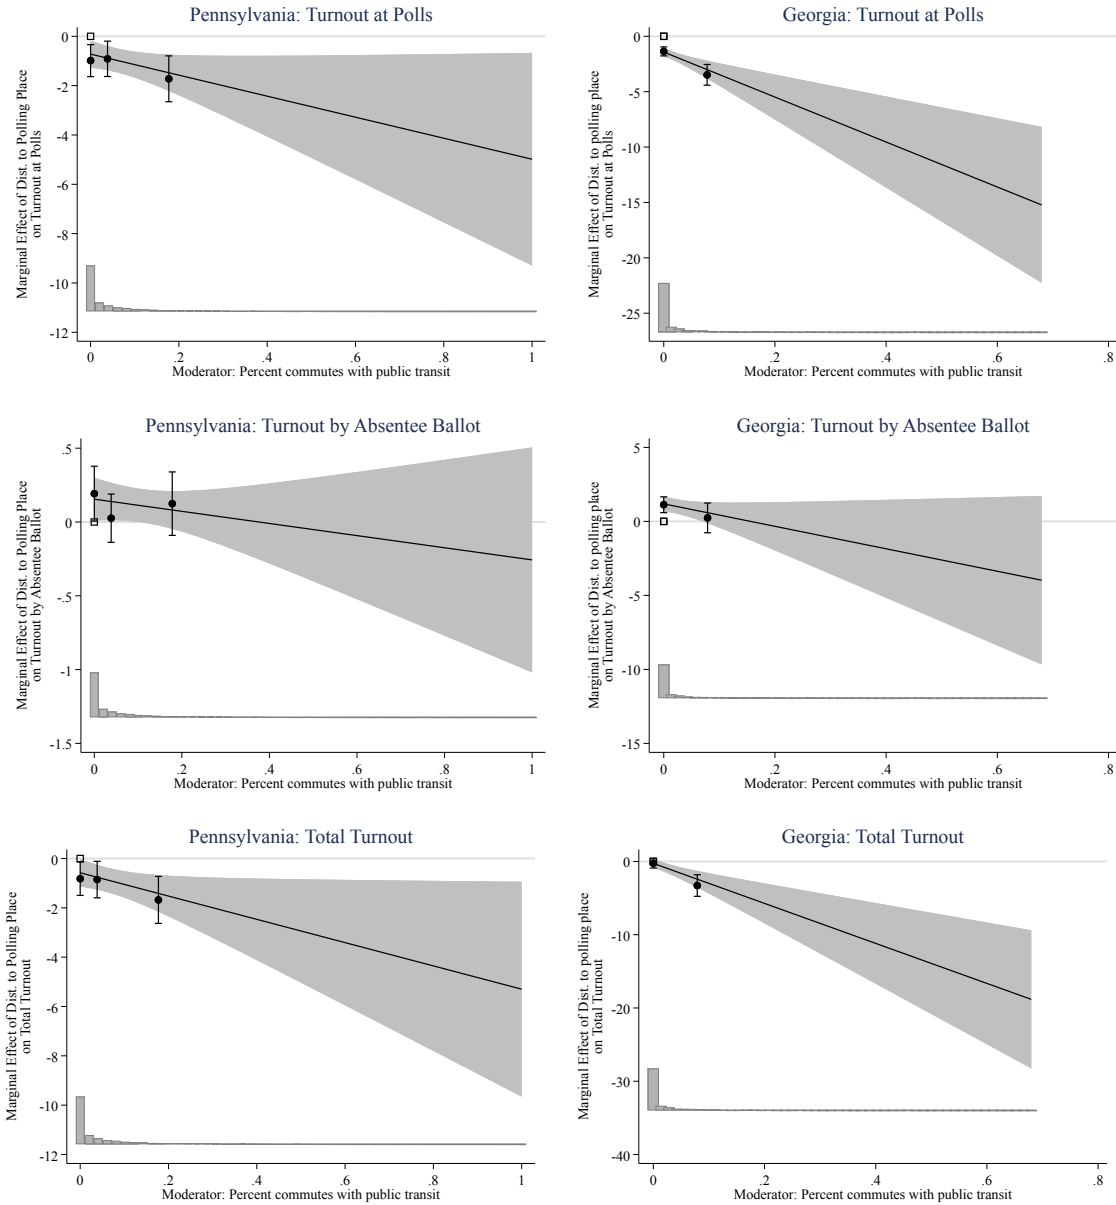 Pennsylvania: Turnout at Polls
Marginal Effect of Dist. to Polling Place
on Turnout at Polls
0
-2
-4
-6
-8
-10
-12
0 .2 .4 .6 .8 1
Moderator: Percent commutes with public transit
Georgia: Turnout at Polls
Marginal Effect of Dist. to polling place
on Turnout at Polls
0
-5
-10
-15
-20
-25
0 .2 .4 .6 .8
Moderator: Percent commutes with public transit
Pennsylvania: Turnout by Absentee Ballot
Marginal Effect of Dist. to Polling Place
on Turnout by Absentee Ballot
.5
0
-.5
-1
-1.5
0 .2 .4 .6 .8 1
Moderator: Percent commutes with public transit
Georgia: Turnout by Absentee Ballot
Marginal Effect of Dist. to polling place
on Turnout by Absentee Ballot
5
0
-5
-10
-15
0 .2 .4 .6 .8
Moderator: Percent commutes with public transit
Pennsylvania: Total Turnout
Marginal Effect of Dist. to Polling Place
on Total Turnout
0
-2
-4
-6
-8
-10
-12
0 .2 .4 .6 .8 1
Moderator: Percent commutes with public transit
Georgia: Total Turnout
Marginal Effect of Dist. to polling place
on Total Turnout
0
-10
-20
-30
-40
0 .2 .4 .6 .8
Moderator: Percent commutes with public transit